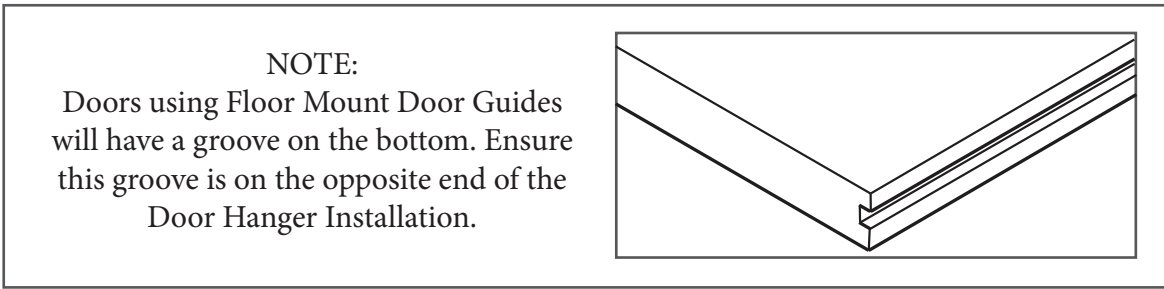 NOTE:
Doors using Floor Mount Door Guides
will have a groove on the bottom. Ensure
this groove is on the opposite end of the
Door Hanger Installation.